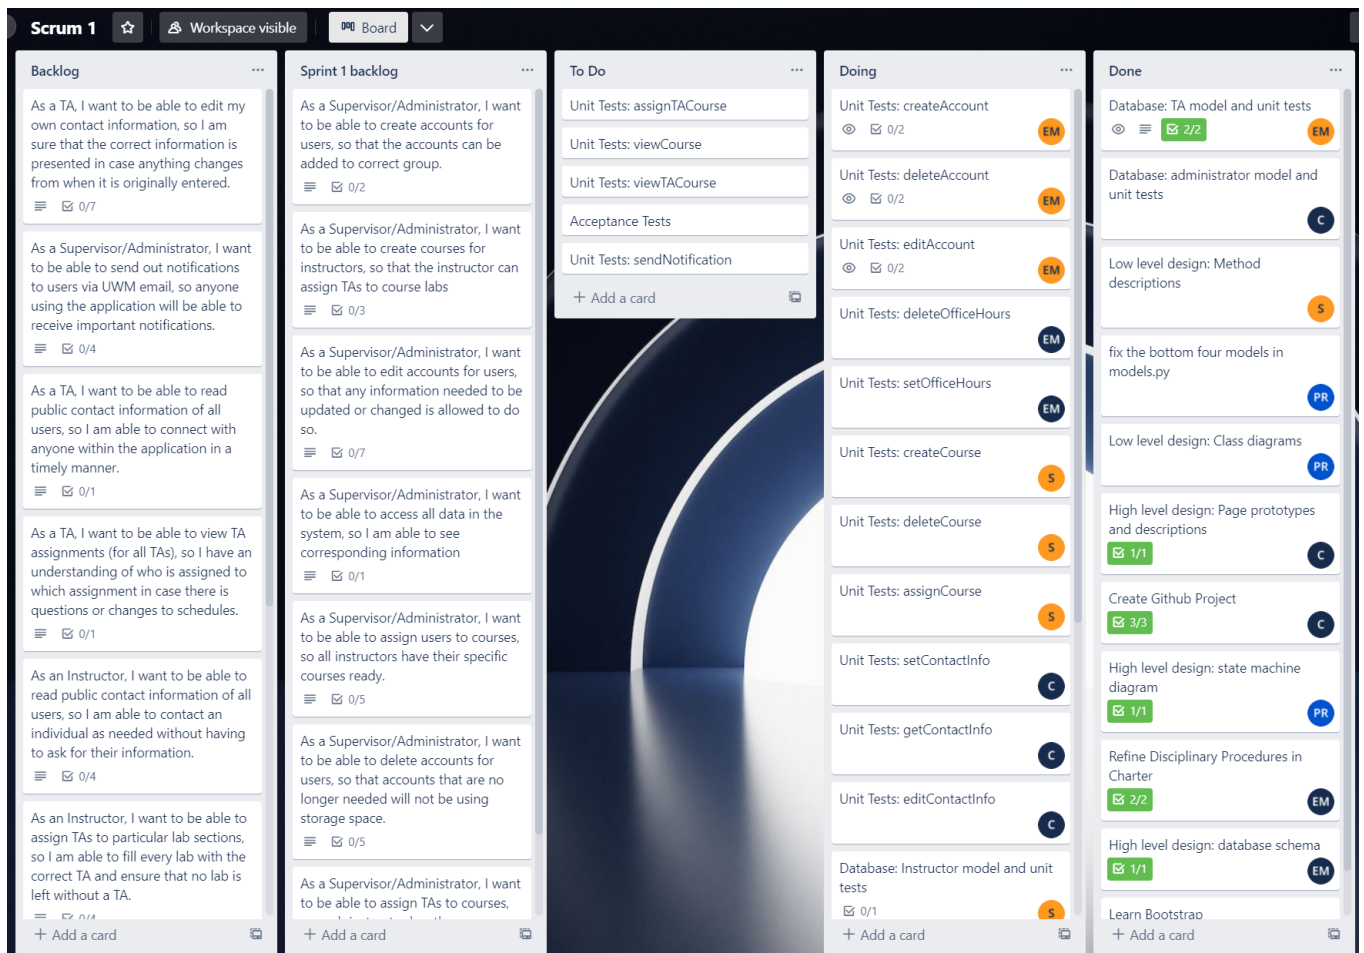 Scrum 1
Workspace visible
Board
Backlog
As a TA, I want to be able to edit my
own contact information, so I am
sure that the correct information is
presented in case anything changes
from when it is originally entered.
0/7
As a Supervisor/Administrator, I want
to be able to send out notifications
to users via UWM email, so anyone
using the application will be able to
receive important notifications.
0/4
As a TA, I want to be able to read
public contact information of all
users, so I am able to connect with
anyone within the application in a
timely manner.
0/1
As a TA, I want to be able to view TA
assignments (for all TAs), so I have an
understanding of who is assigned to
which assignment in case there is
questions or changes to schedules.
0/1
As an Instructor, I want to be able to
read public contact information of all
users, so I am able to contact an
individual as needed without having
to ask for their information.
0/4
As an Instructor, I want to be able to
assign TAs to particular lab sections,
so I am able to fill every lab with the
correct TA and ensure that no lab is
left without a TA.
0/4
+ Add a card
Sprint 1 backlog
As a Supervisor/Administrator, I want
to be able to create accounts for
users, so that the accounts can be
added to correct group.
0/2
As a Supervisor/Administrator, I want
to be able to create courses for
instructors, so that the instructor can
assign TAs to course labs
0/3
As a Supervisor/Administrator, I want
to be able to edit accounts for users,
so that any information needed to be
updated or changed is allowed to do
so.
0/7
As a Supervisor/Administrator, I want
to be able to access all data in the
system, so I am able to see
corresponding information
0/1
As a Supervisor/Administrator, I want
to be able to assign users to courses,
so all instructors have their specific
courses ready.
0/5
As a Supervisor/Administrator, I want
to be able to delete accounts for
users, so that accounts that are no
longer needed will not be using
storage space.
0/5
As a Supervisor/Administrator, I want
to be able to assign TAs to courses,
+ Add a card
To Do
Unit Tests: assignTACourse
Unit Tests: viewCourse
Unit Tests: viewTACourse
Acceptance Tests
Unit Tests: sendNotification
+ Add a card
Doing
Unit Tests: createAccount
0/2
EM
Unit Tests: deleteAccount
0/2
EM
Unit Tests: editAccount
0/2
EM
Unit Tests: deleteOfficeHours
EM
Unit Tests: setOfficeHours
EM
Unit Tests: createCourse
S
Unit Tests: deleteCourse
S
Unit Tests: assignCourse
S
Unit Tests: setContactInfo
C
Unit Tests: getContactInfo
C
Unit Tests: editContactInfo
C
Database: Instructor model and unit
tests
0/1
S
+ Add a card
Done
Database: TA model and unit tests
2/2
EM
Database: administrator model and
unit tests
C
Low level design: Method
descriptions
S
fix the bottom four models in
models.py
PR
Low level design: Class diagrams
PR
High level design: Page prototypes
and descriptions
1/1
C
Create Github Project
3/3
C
High level design: state machine
diagram
1/1
PR
Refine Disciplinary Procedures in
Charter
2/2
EM
High level design: database schema
1/1
EM
Learn Bootstrap
+ Add a card